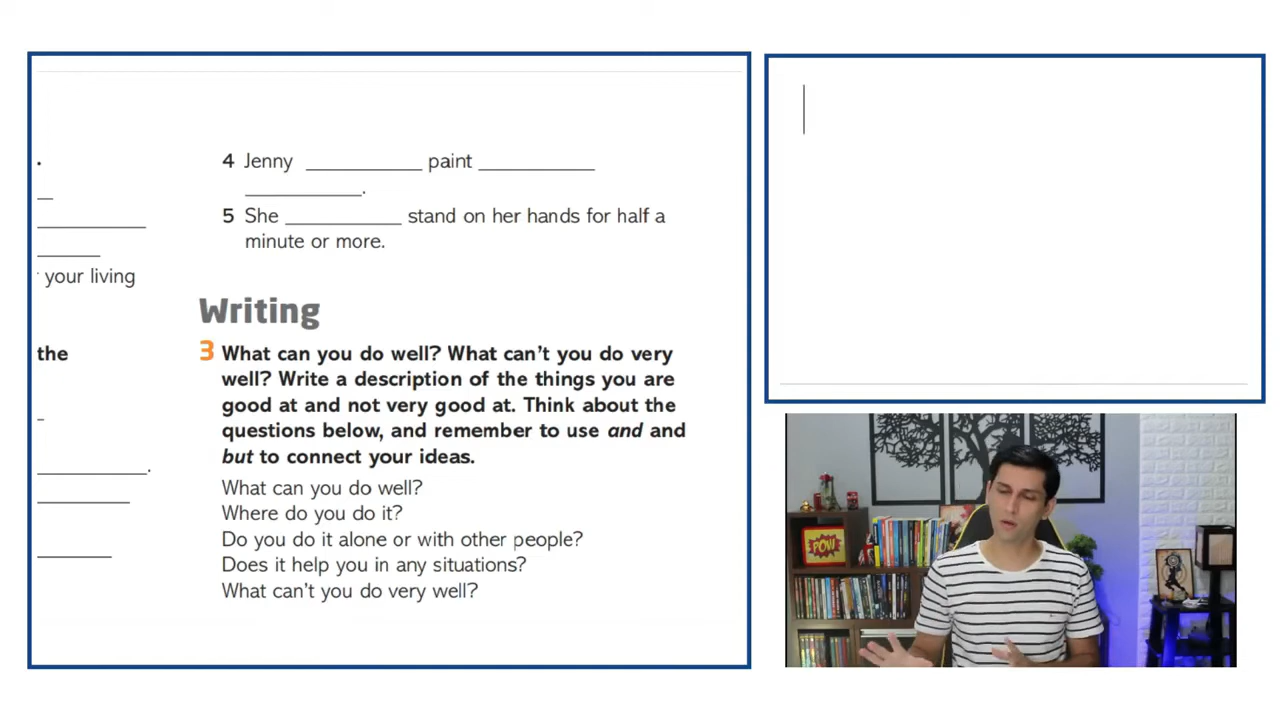 4 Jenny ____________ paint ____________
____________.
5 She ____________ stand on her hands for half a
minute or more.
your living
the
Writing
3 What can you do well? What can't you do very
well? Write a description of the things you are
good at and not very good at. Think about the
questions below, and remember to use and and
but to connect your ideas.
What can you do well?
Where do you do it?
Do you do it alone or with other people?
Does it help you in any situations?
What can't you do very well?
POW